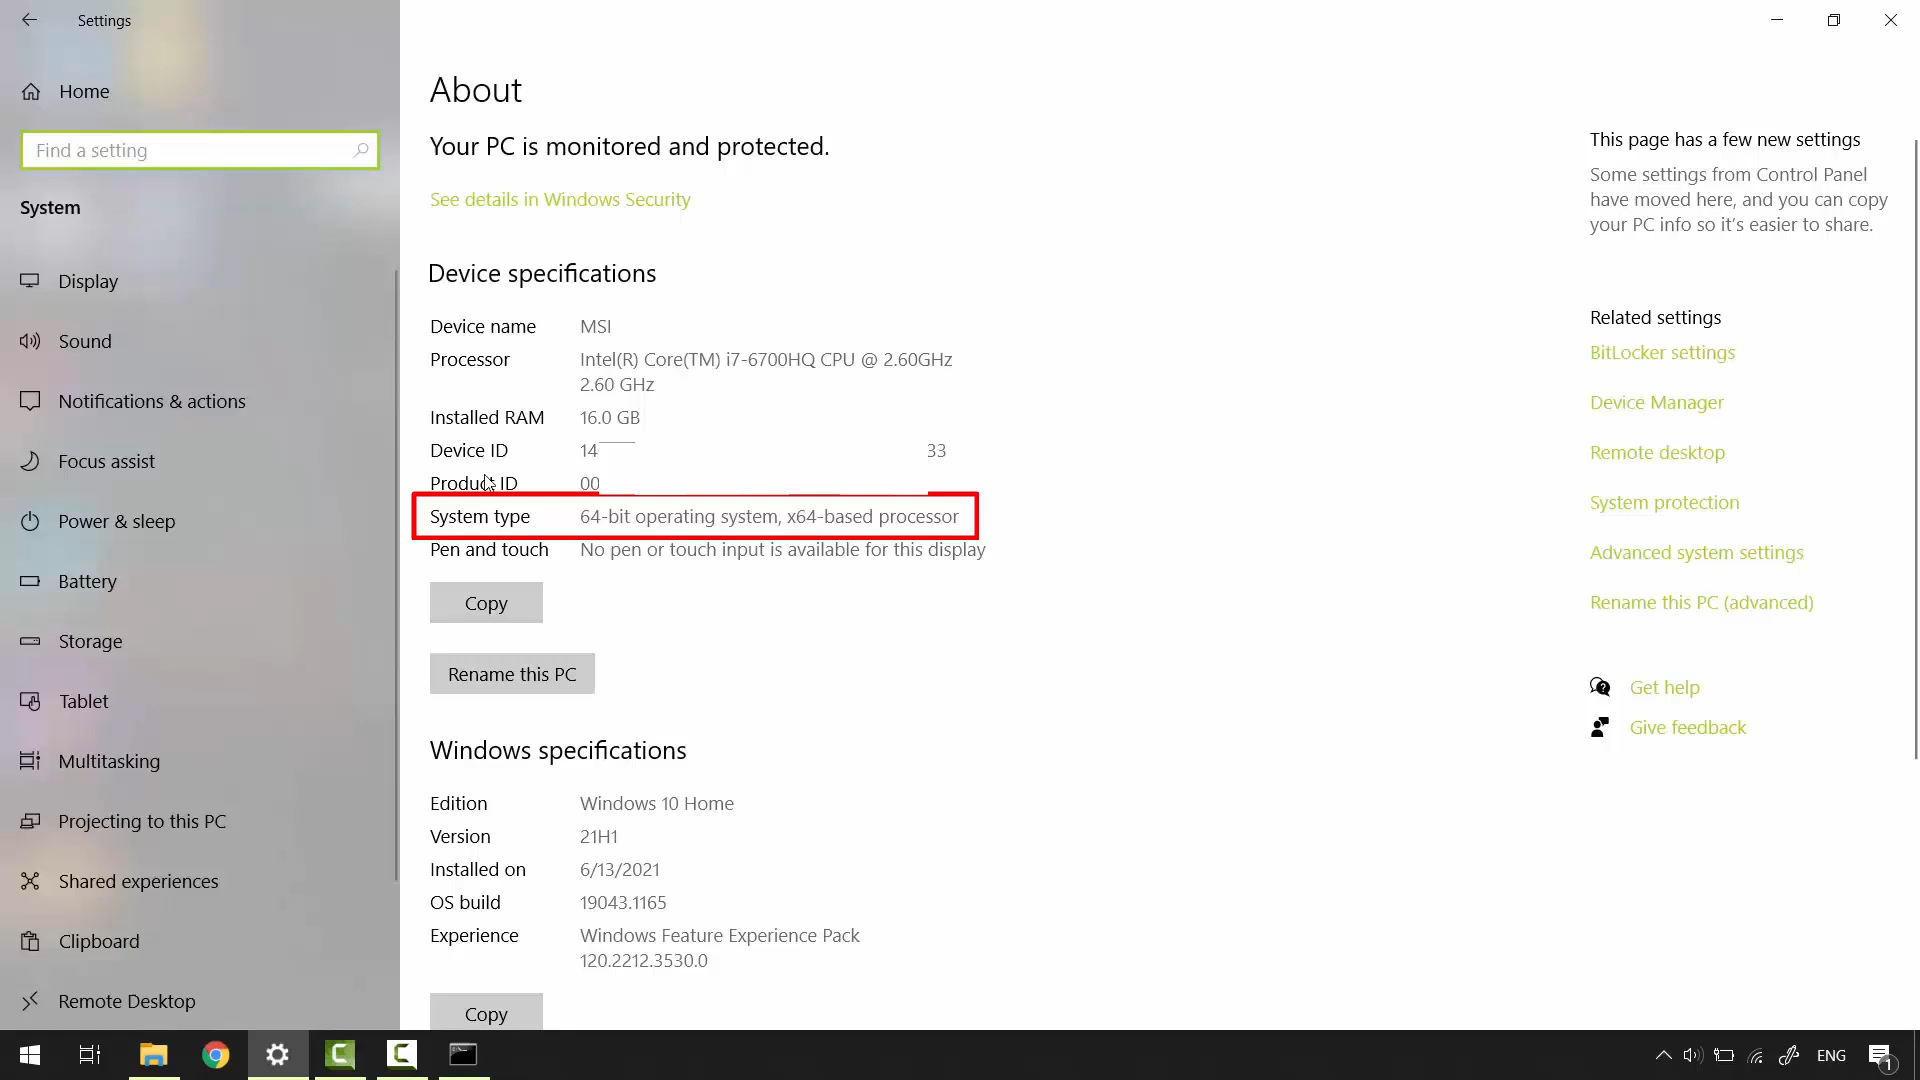 Settings
Home
Find a setting
System
Display
Sound
Notifications & actions
Focus assist
Power & sleep
Battery
Storage
Tablet
Multitasking
Projecting to this PC
Shared experiences
Clipboard
Remote Desktop
About
Your PC is monitored and protected.
See details in Windows Security
Device specifications
Device name MSI
Processor Intel(R) Core(TM) i7-6700HQ CPU @ 2.60GHz
2.60 GHz
Installed RAM 16.0 GB
Device ID 14 33
Product ID 00
System type 64-bit operating system, x64-based processor
Pen and touch No pen or touch input is available for this display
Copy
Rename this PC
Windows specifications
Edition Windows 10 Home
Version 21H1
Installed on 6/13/2021
OS build 19043.1165
Experience Windows Feature Experience Pack
120.2212.3530.0
Copy
This page has a few new settings
Some settings from Control Panel
have moved here, and you can copy
your PC info so it's easier to share.
Related settings
BitLocker settings
Device Manager
Remote desktop
System protection
Advanced system settings
Rename this PC (advanced)
Get help
Give feedback
ENG
1